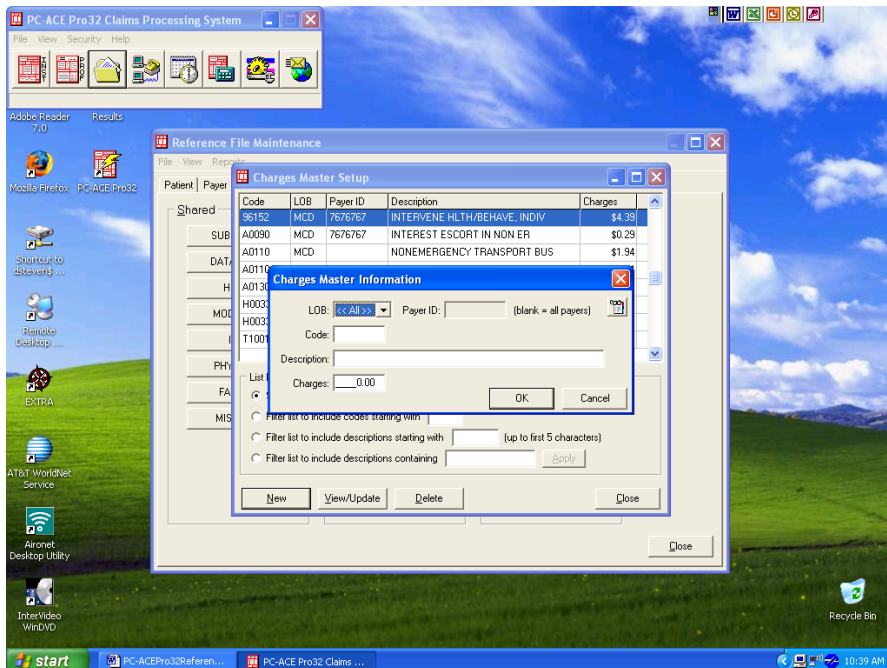 PC-ACE Pro32 Claims Processing System
File View Security Help
Adobe Reader 7.0
Results
Mozilla Firefox
PC-ACE Pro32
Shortcut to dsteven$ ...
Remote Desktop ...
EXTRA
AT&T WorldNet Service
Aironet Desktop Utility
InterVideo WinDVD
Recycle Bin
Reference File Maintenance
File View Reports
Patient Payer
Shared
SUB
DATA
H
MOD
I
PHY
FA
MIS
Close
Charges Master Setup
Code LOB Payer ID Description Charges
96152 MCD 7676767 INTERVENE HLTH/BEHAVE, INDIV $4.39
A0090 MCD 7676767 INTEREST ESCORT IN NON ER $0.29
A0110 MCD NONEMERGENCY TRANSPORT BUS $1.94
A0110
A0130
H003
H003
T1001
List
Filter list to include codes starting with
Filter list to include descriptions starting with (up to first 5 characters)
Filter list to include descriptions containing Apply
New View/Update Delete Close
Charges Master Information
LOB: << All >> Payer ID: (blank = all payers)
Code:
Description:
Charges: ___0.00
OK Cancel
start PC-ACEPro32Referen... PC-ACE Pro32 Claims ... 10:39 AM